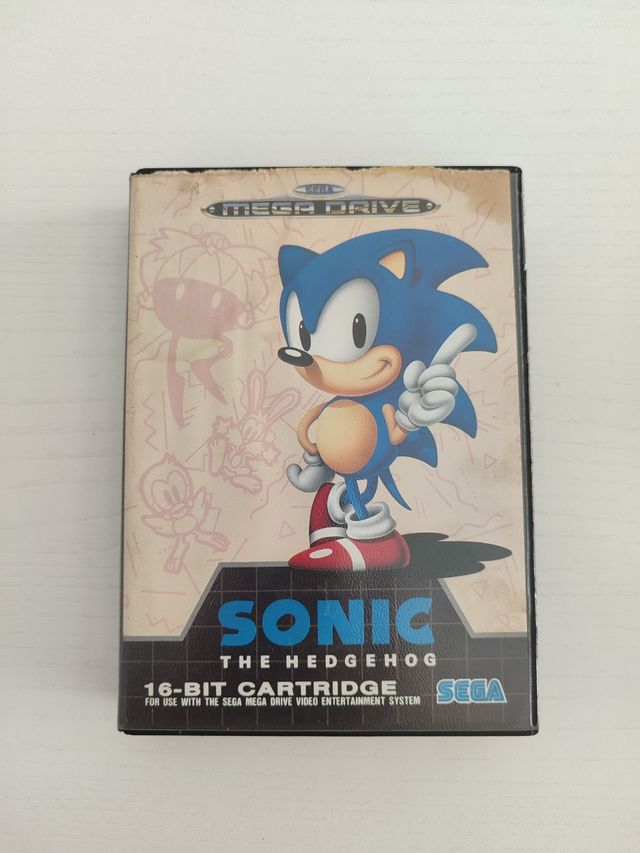 SEGA
MEGA DRIVE
SONIC
THE HEDGEHOG
16-BIT CARTRIDGE
FOR USE WITH THE SEGA MEGA DRIVE VIDEO ENTERTAINMENT SYSTEM
SEGA